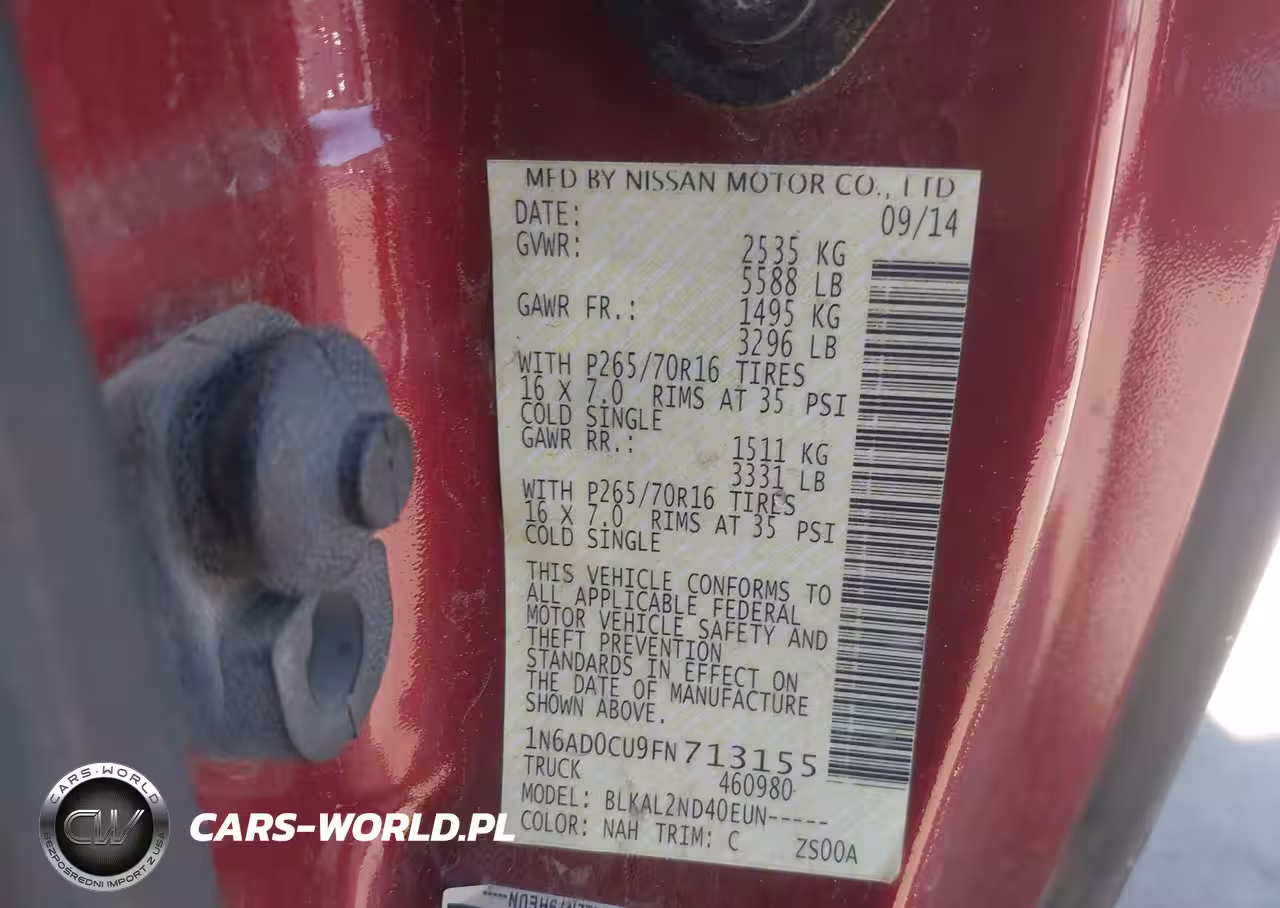 MFD BY NISSAN MOTOR CO., LTD
DATE: 09/14
GVWR: 2535 KG
5588 LB
GAWR FR.: 1495 KG
3296 LB
WITH P265/70R16 TIRES
16 X 7.0 RIMS AT 35 PSI
COLD SINGLE
GAWR RR.: 1511 KG
3331 LB
WITH P265/70R16 TIRES
16 X 7.0 RIMS AT 35 PSI
COLD SINGLE
THIS VEHICLE CONFORMS TO
ALL APPLICABLE FEDERAL
MOTOR VEHICLE SAFETY AND
THEFT PREVENTION
STANDARDS IN EFFECT ON
THE DATE OF MANUFACTURE
SHOWN ABOVE.
1N6AD0CU9FN713155
TRUCK 460980
MODEL: BLKAL2ND40EUN-----
COLOR: NAH TRIM: C ZS00A
CARS-WORLD
CW
BEZPOŚREDNI IMPORT Z USA
CARS-WORLD.PL